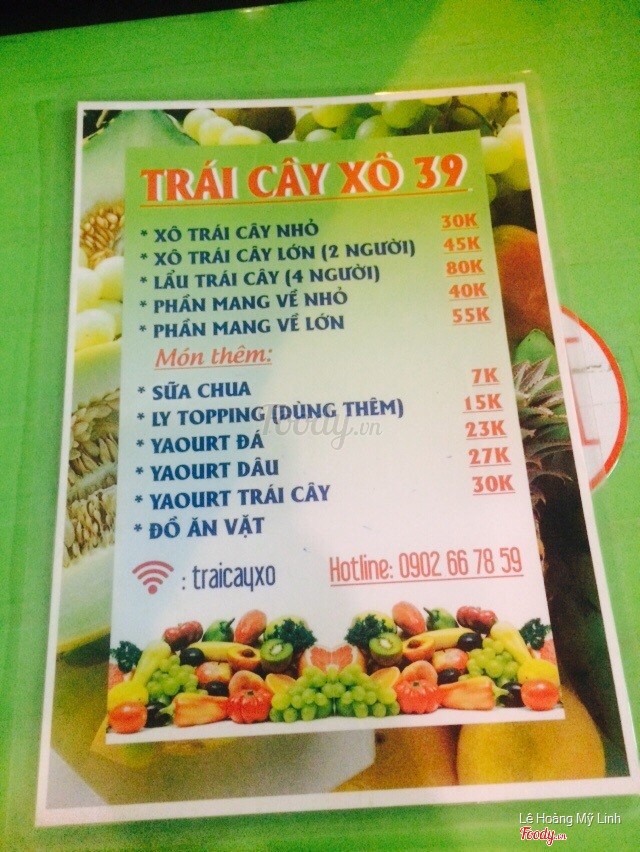 TRÁI CÂY XÔ 39
* XÔ TRÁI CÂY NHỎ 30K
* XÔ TRÁI CÂY LỚN (2 NGƯỜI) 45K
* LẨU TRÁI CÂY (4 NGƯỜI) 80K
* PHẦN MANG VỀ NHỎ 40K
* PHẦN MANG VỀ LỚN 55K
Món thêm:
* SỮA CHUA 7K
* LY TOPPING (DÙNG THÊM) 15K
* YAOURT ĐÁ 23K
* YAOURT DÂU 27K
* YAOURT TRÁI CÂY 30K
* ĐỒ ĂN VẶT
: traicayxo Hotline: 0902 66 78 59
Foody.vn
Lê Hoàng Mỹ Linh
Foody.vn